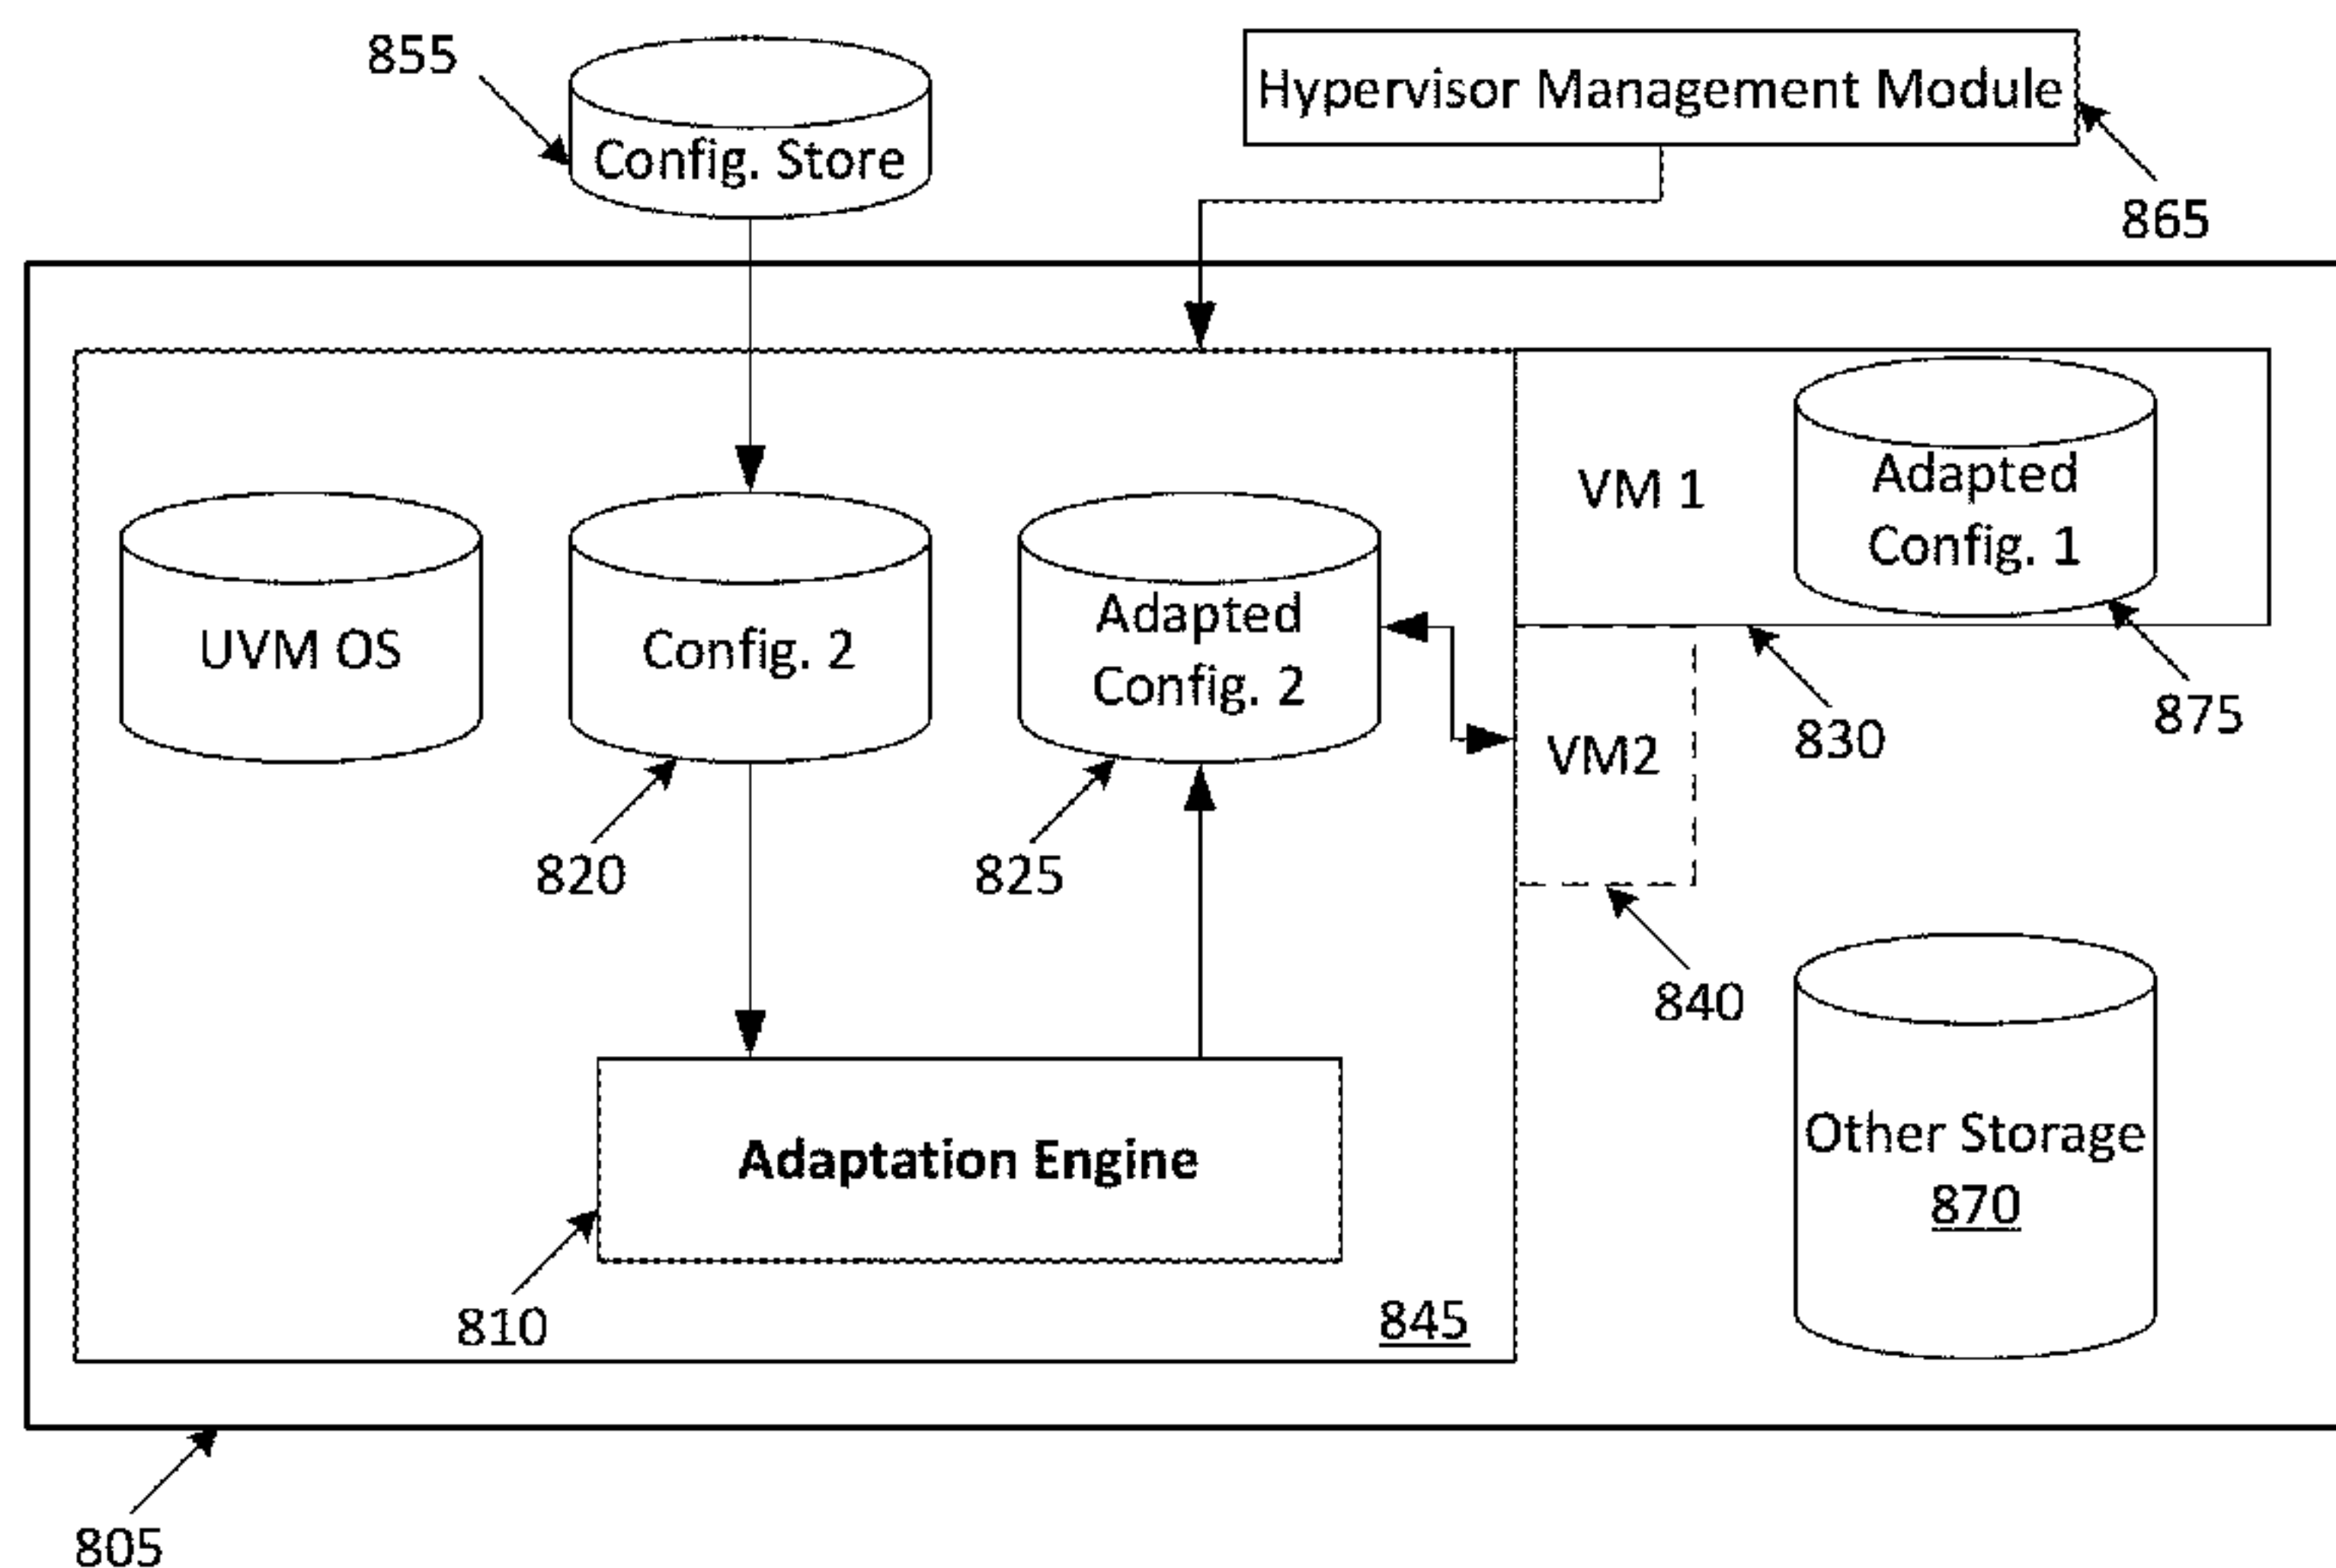 855
Config. Store
Hypervisor Management Module
865
UVM OS
Config. 2
Adapted
Config. 2
VM 1
Adapted
Config. 1
875
830
VM2
820
825
840
Adaptation Engine
810
845
Other Storage
870
805